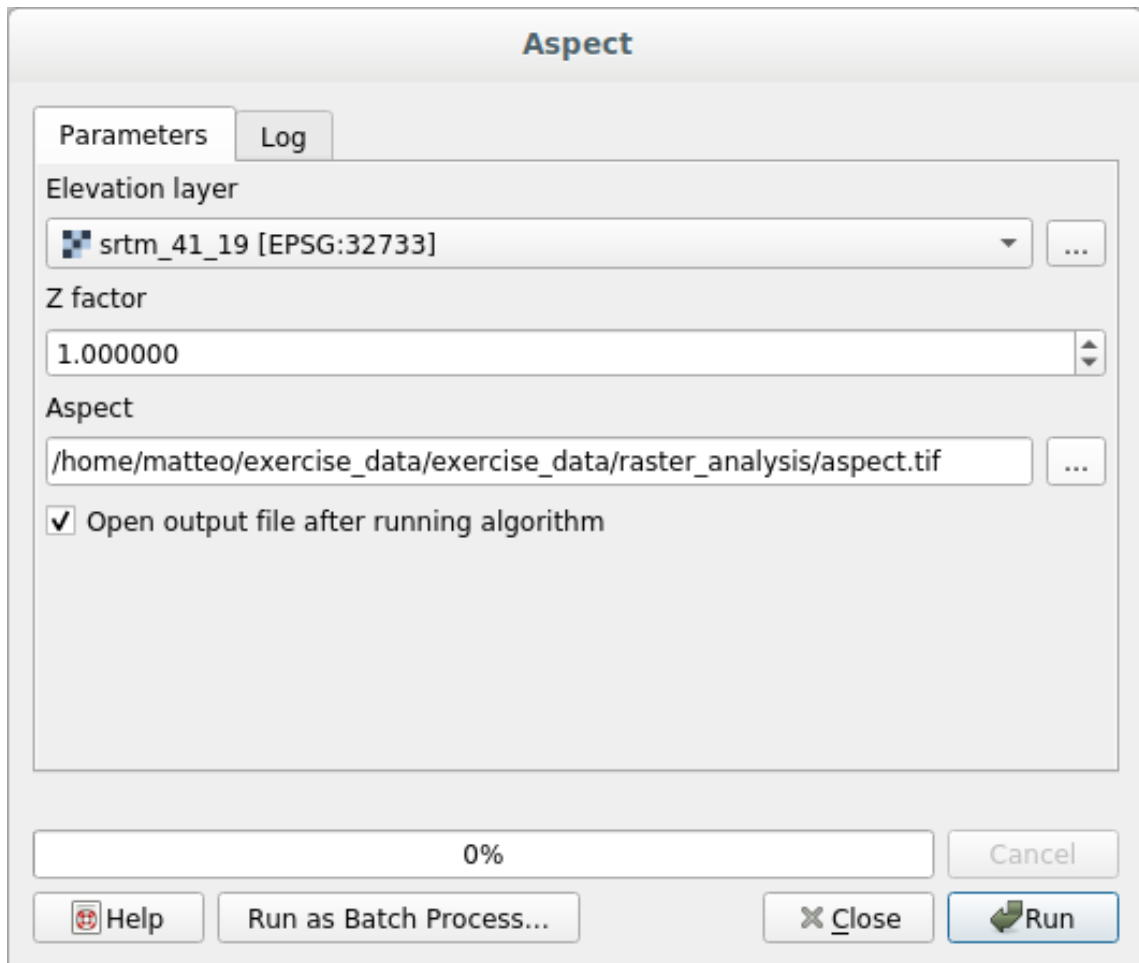 Aspect
Parameters
Log
Elevation layer
srtm_41_19 [EPSG:32733]
...
Z factor
1.000000
Aspect
/home/matteo/exercise_data/exercise_data/raster_analysis/aspect.tif
...
Open output file after running algorithm
0%
Cancel
Help
Run as Batch Process...
Close
Run